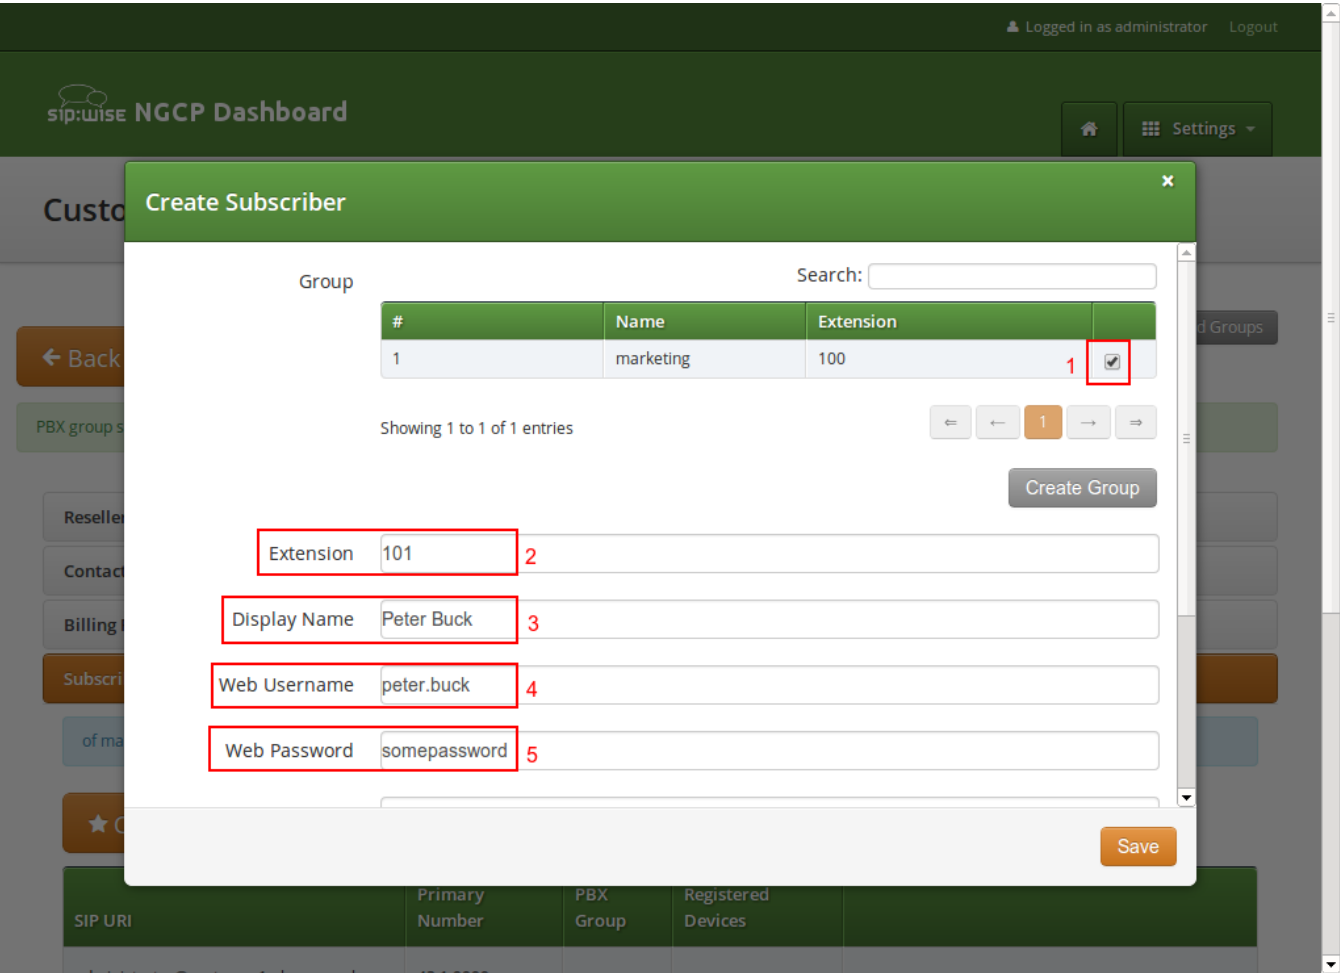 Logged in as administrator Logout
sip:wise NGCP Dashboard
Settings
Custo
Create Subscriber
×
Group
Search:
# Name Extension
d Groups
Back
1 marketing 100
1
PBX group s
Showing 1 to 1 of 1 entries
⇐ ← 1 → ⇒
Create Group
Reseller
Extension 101 2
Contact
Display Name Peter Buck 3
Billing
Web Username peter.buck 4
Subscri
of ma
Web Password somepassword 5
Save
SIP URI
Primary Number
PBX Group
Registered Devices